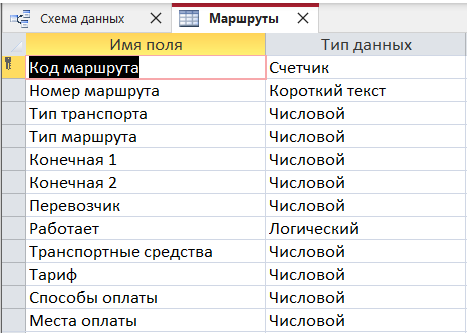 Схема данных Маршруты
Имя поля Тип данных
Код маршрута Счетчик
Номер маршрута Короткий текст
Тип транспорта Числовой
Тип маршрута Числовой
Конечная 1 Числовой
Конечная 2 Числовой
Перевозчик Числовой
Работает Логический
Транспортные средства Числовой
Тариф Числовой
Способы оплаты Числовой
Места оплаты Числовой